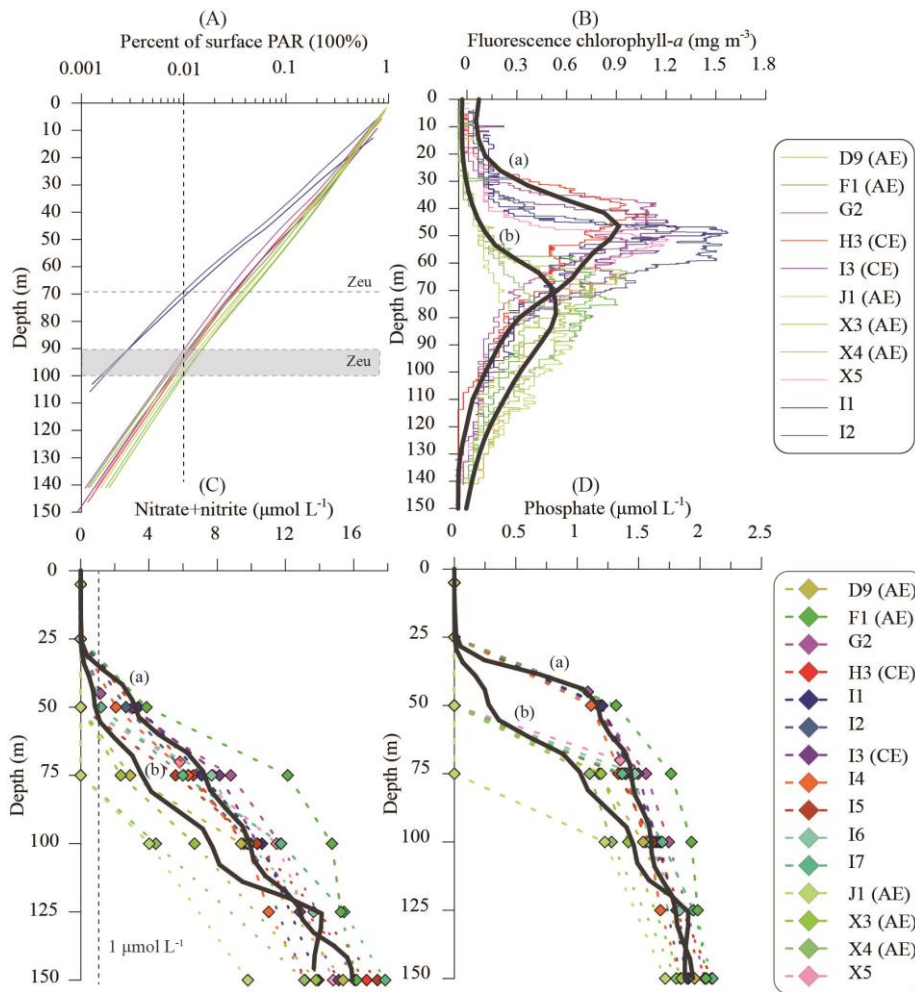 (A)
Percent of surface PAR (100%)
0.001 0.01 0.1 1
Depth (m)
0
10
20
30
40
50
60
70
80
90
100
110
120
130
140
150
Zeu
Zeu
(B)
Fluorescence chlorophyll-a (mg m⁻³)
0 0.3 0.6 0.9 1.2 1.5 1.8
Depth (m)
0
10
20
30
40
50
60
70
80
90
100
110
120
130
140
150
(a)
(b)
D9 (AE)
F1 (AE)
G2
H3 (CE)
I3 (CE)
J1 (AE)
X3 (AE)
X4 (AE)
X5
I1
I2
(C)
Nitrate+nitrite (μmol L⁻¹)
0 4 8 12 16
Depth (m)
0
25
50
75
100
125
150
(a)
(b)
1 μmol L⁻¹
(D)
Phosphate (μmol L⁻¹)
0 0.5 1.0 1.5 2 2.5
Depth (m)
0
25
50
75
100
125
150
(a)
(b)
D9 (AE)
F1 (AE)
G2
H3 (CE)
I1
I2
I3 (CE)
I4
I5
I6
I7
J1 (AE)
X3 (AE)
X4 (AE)
X5